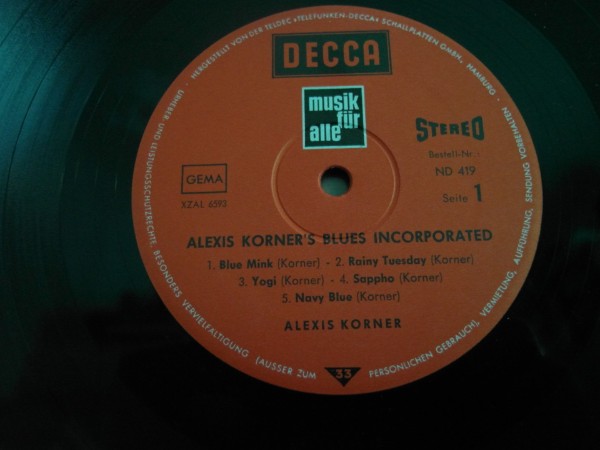 · HERGESTELLT VON DER TELDEC »TELEFUNKEN-DECCA« SCHALLPLATTEN GMBH, HAMBURG ·
DECCA
musik
für
alle
STEREO
Bestell-Nr.:
ND 419
Seite 1
GEMA
XZAL 6592
ALEXIS KORNER'S BLUES INCORPORATED
1. Blue Mink (Korner) - 2. Rainy Tuesday (Korner)
3. Yogi (Korner) - 4. Sappho (Korner)
5. Navy Blue (Korner)
ALEXIS KORNER
33
URHEBER UND LEISTUNGSSCHUTZRECHTE, BESONDERS VERVIELFÄLTIGUNG (AUSSER ZUM PERSÖNLICHEN GEBRAUCH), VERMIETUNG, AUFFÜHRUNG, SENDUNG VORBEHALTEN